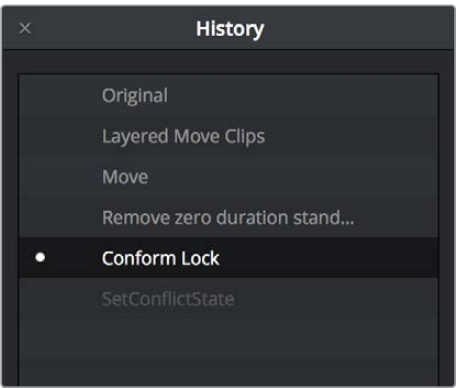 ×
History
Original
Layered Move Clips
Move
Remove zero duration stand...
Conform Lock
SetConflictState